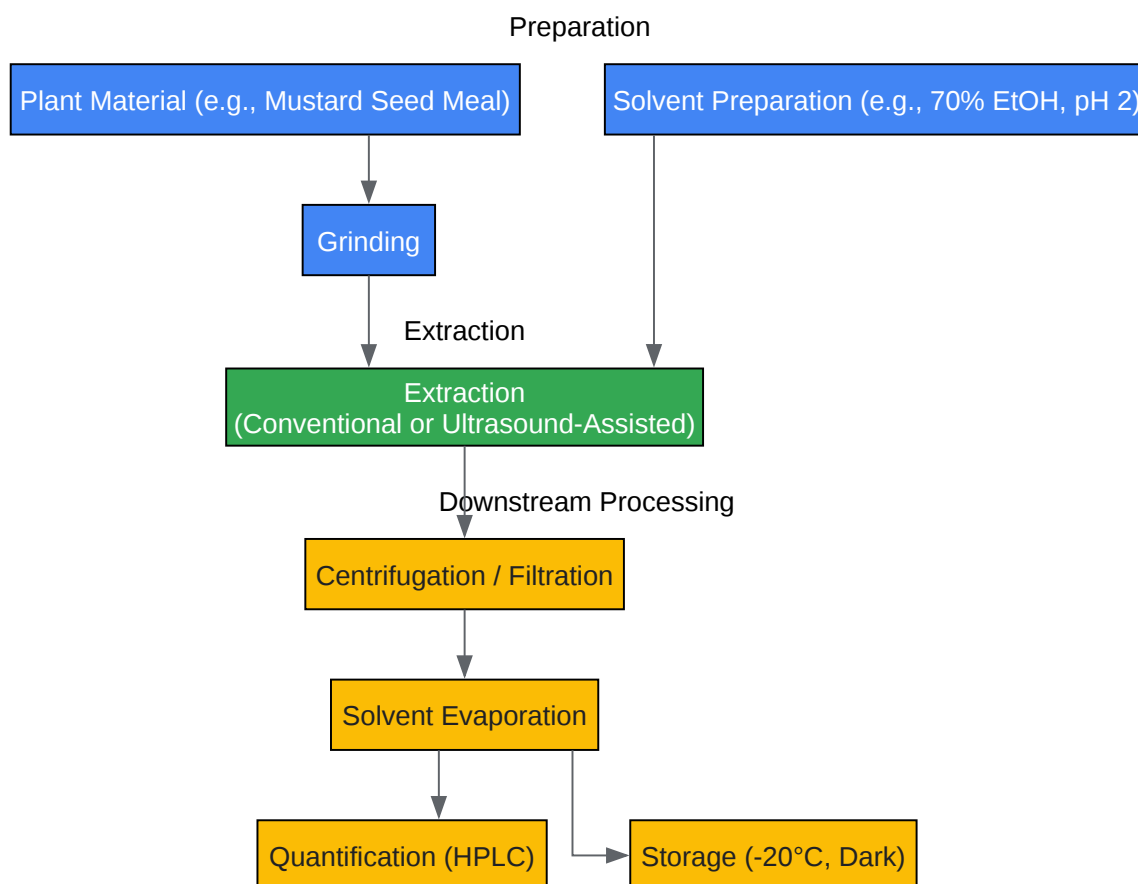 Preparation
Plant Material (e.g., Mustard Seed Meal)
Solvent Preparation (e.g., 70% EtOH, pH 2)
Grinding
Extraction
Extraction
(Conventional or Ultrasound-Assisted)
Downstream Processing
Centrifugation / Filtration
Solvent Evaporation
Quantification (HPLC)
Storage (-20°C, Dark)